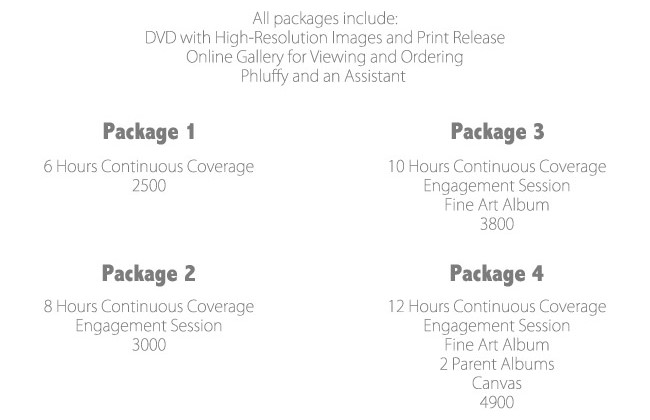 All packages include:
DVD with High-Resolution Images and Print Release
Online Gallery for Viewing and Ordering
Phluffy and an Assistant
Package 1
6 Hours Continuous Coverage
2500
Package 2
8 Hours Continuous Coverage
Engagement Session
3000
Package 3
10 Hours Continuous Coverage
Engagement Session
Fine Art Album
3800
Package 4
12 Hours Continuous Coverage
Engagement Session
Fine Art Album
2 Parent Albums
Canvas
4900